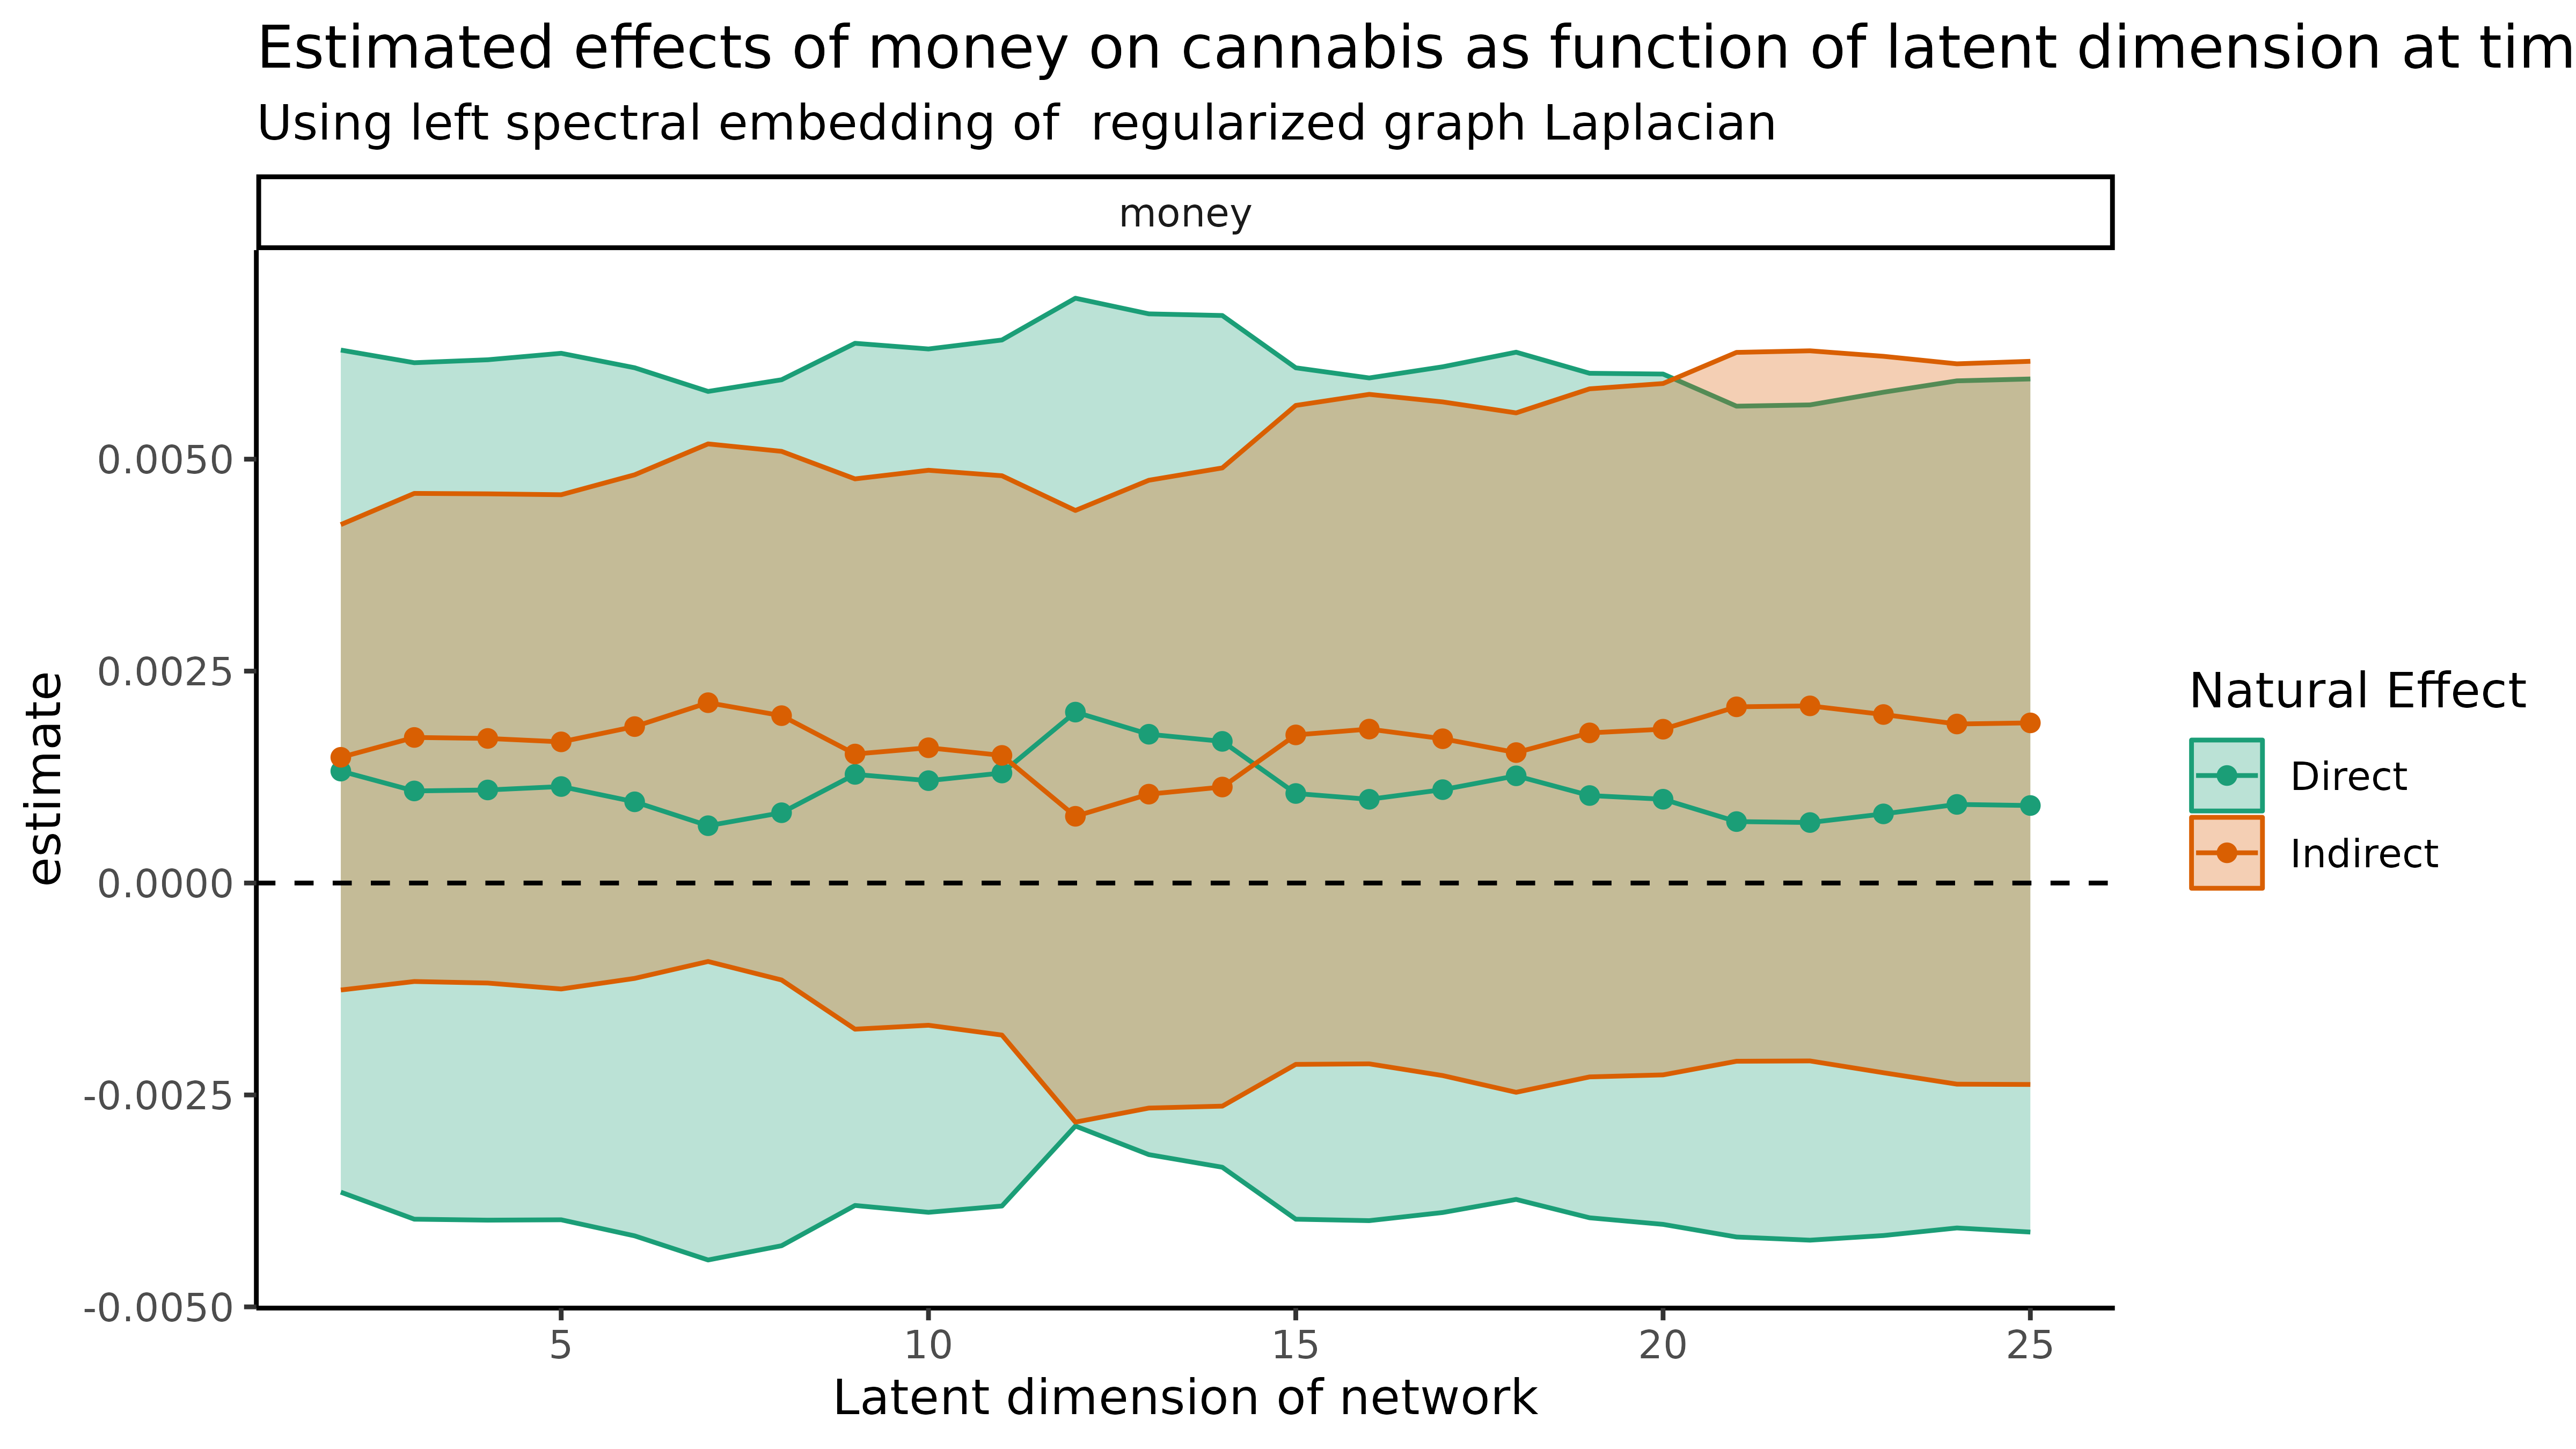 Estimated effects of money on cannabis as function of latent dimension at tim
Using left spectral embedding of  regularized graph Laplacian
money
0.0050
0.0025
0.0000
-0.0025
-0.0050
estimate
5 10 15 20 25
Latent dimension of network
Natural Effect
Direct
Indirect